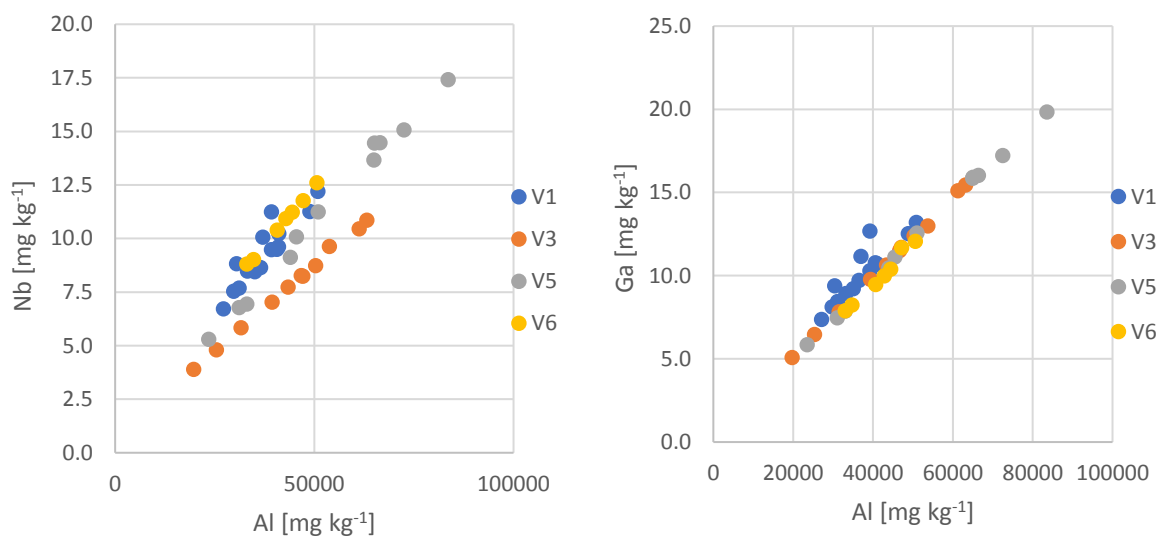 20.0
17.5
15.0
12.5
10.0
7.5
5.0
2.5
0.0
Nb [mg kg⁻¹]
0
50000
100000
Al [mg kg⁻¹]
V1
V3
V5
V6
25.0
20.0
15.0
10.0
5.0
0.0
Ga [mg kg⁻¹]
0
20000
40000
60000
80000
100000
Al [mg kg⁻¹]
V1
V3
V5
V6